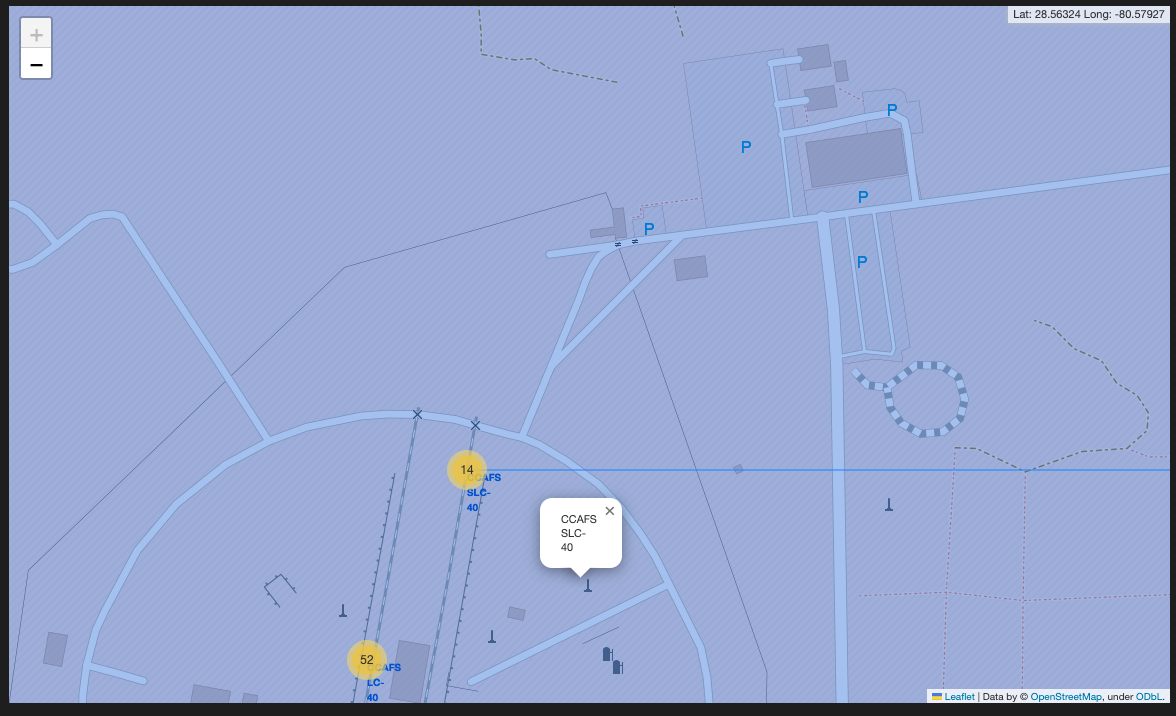 +
−
Lat: 28.56324 Long: -80.57927
P
P
P
P
P
14
CCAFS
SLC-
40
CCAFS
SLC-
40
×
52
CCAFS
LC-
40
Leaflet | Data by © OpenStreetMap, under ODbL.